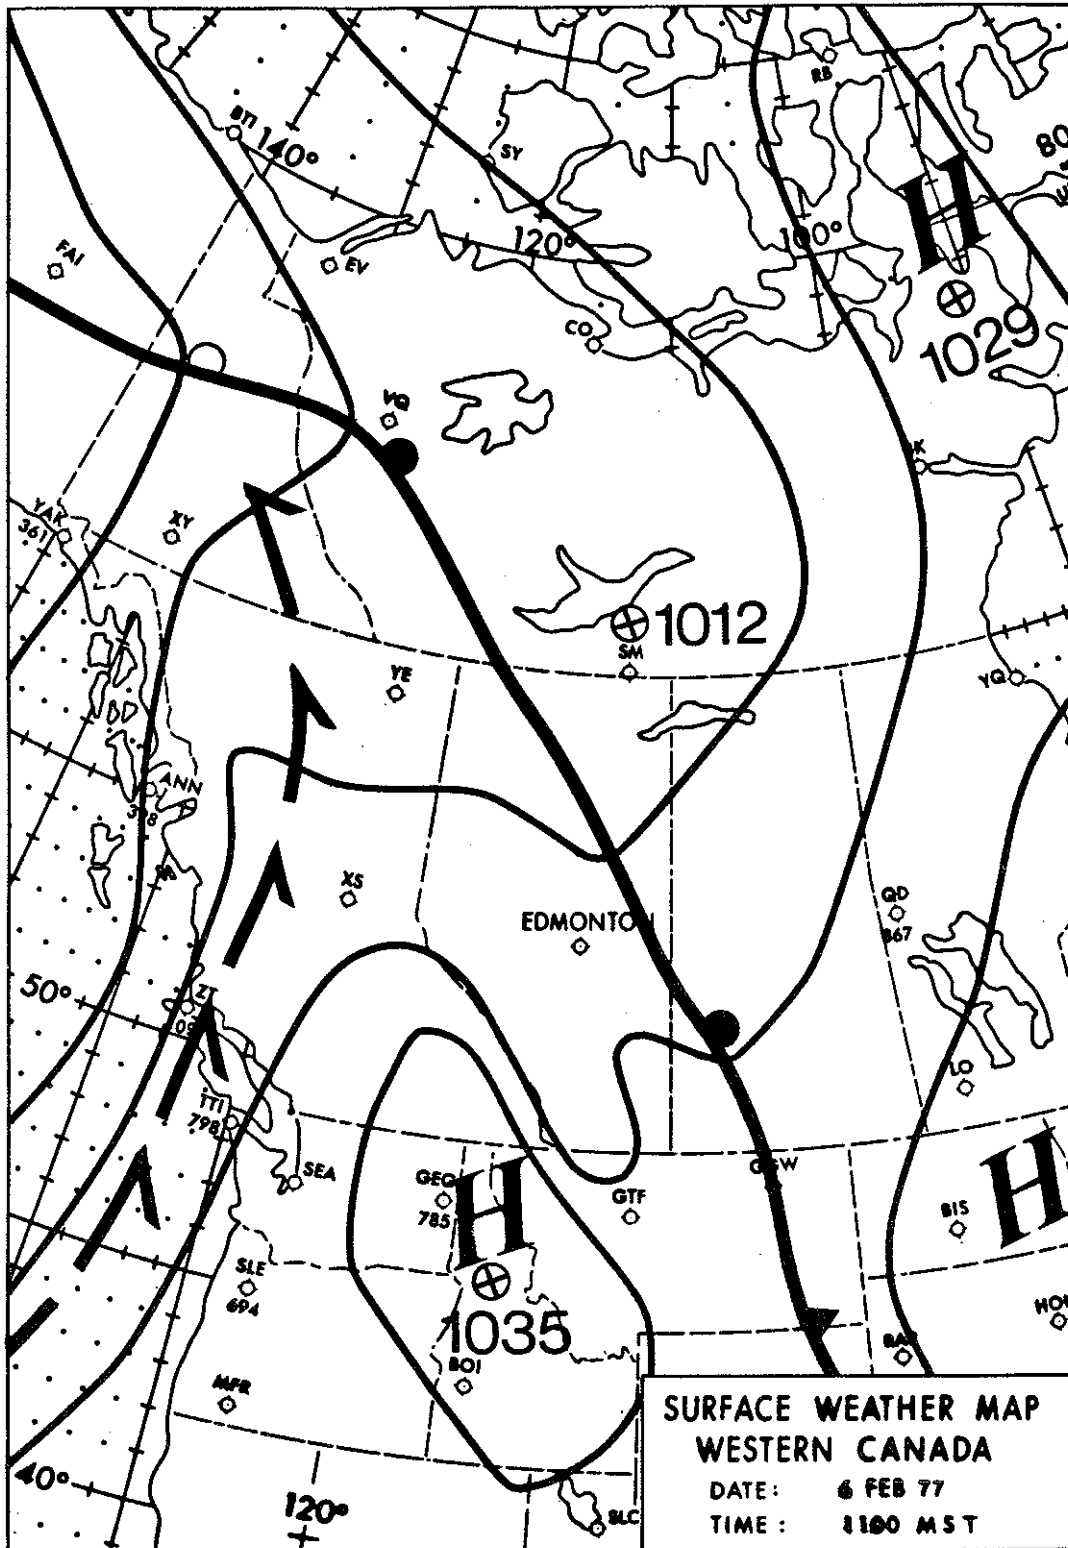 RB
BTI
140°
SY
80
H
120°
100°
FAI
EV
CO
1029
VQ
K
YAK
361
XY
1012
SM
YE
YQ
ANN
XS
QD
867
EDMONTON
50°
ZT
LO
TTI
798
SEA
GEG
785
H
GTF
GGW
H
BIS
SLE
694
1035
BOI
HO
MFR
SURFACE WEATHER MAP
WESTERN CANADA
DATE: 6 FEB 77
TIME: 1100 MST
40°
120°
SLC